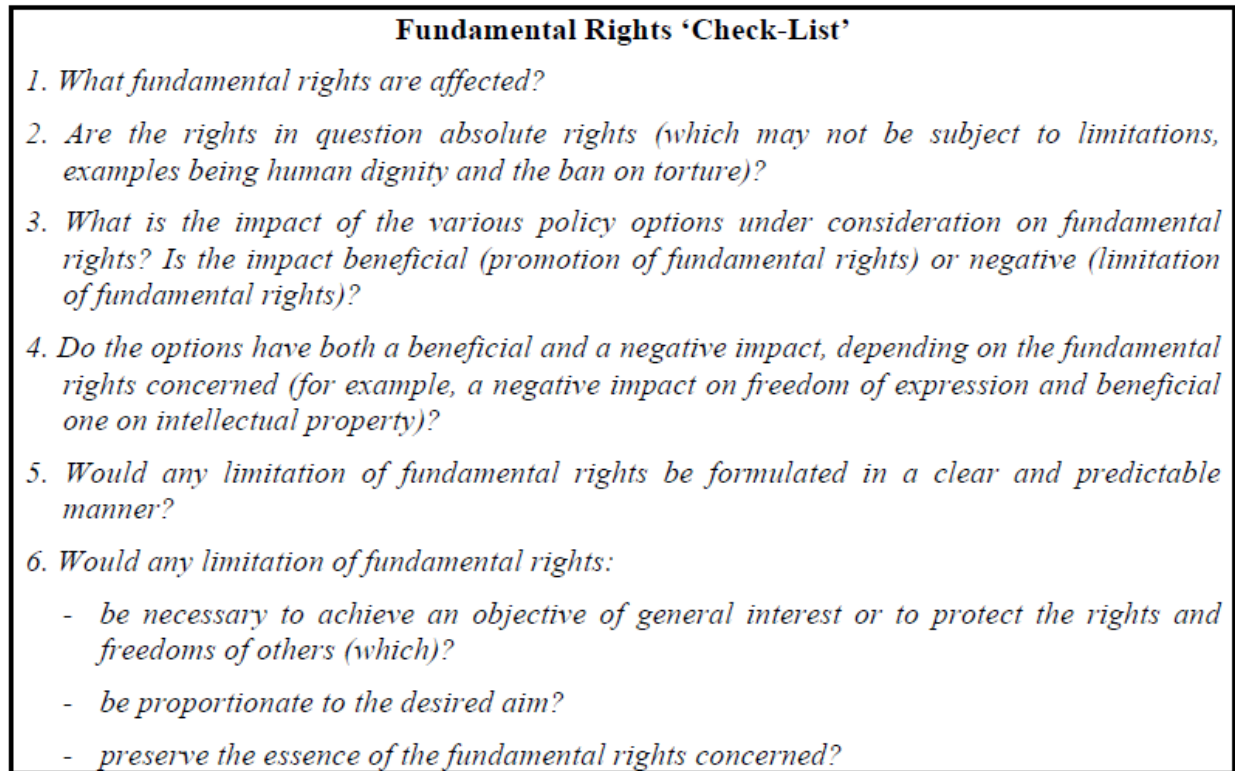 Fundamental Rights ‘Check-List’
1. What fundamental rights are affected?
2. Are the rights in question absolute rights (which may not be subject to limitations,
examples being human dignity and the ban on torture)?
3. What is the impact of the various policy options under consideration on fundamental
rights? Is the impact beneficial (promotion of fundamental rights) or negative (limitation
of fundamental rights)?
4. Do the options have both a beneficial and a negative impact, depending on the fundamental
rights concerned (for example, a negative impact on freedom of expression and beneficial
one on intellectual property)?
5. Would any limitation of fundamental rights be formulated in a clear and predictable
manner?
6. Would any limitation of fundamental rights:
- be necessary to achieve an objective of general interest or to protect the rights and
freedoms of others (which)?
- be proportionate to the desired aim?
- preserve the essence of the fundamental rights concerned?